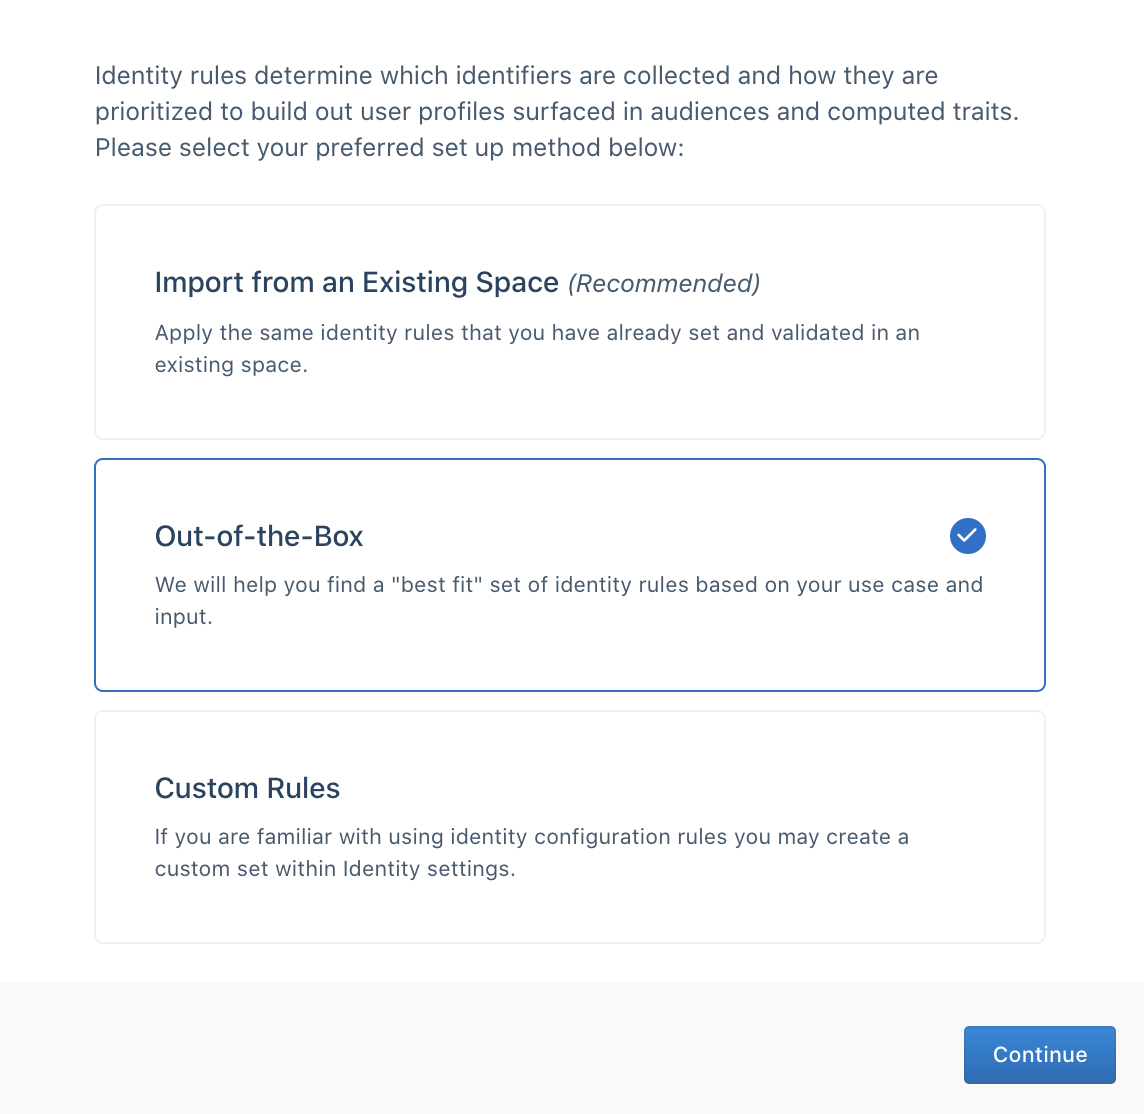 Identity rules determine which identifiers are collected and how they are
prioritized to build out user profiles surfaced in audiences and computed traits.
Please select your preferred set up method below:
Import from an Existing Space (Recommended)
Apply the same identity rules that you have already set and validated in an
existing space.
Out-of-the-Box
We will help you find a "best fit" set of identity rules based on your use case and
input.
Custom Rules
If you are familiar with using identity configuration rules you may create a
custom set within Identity settings.
Continue